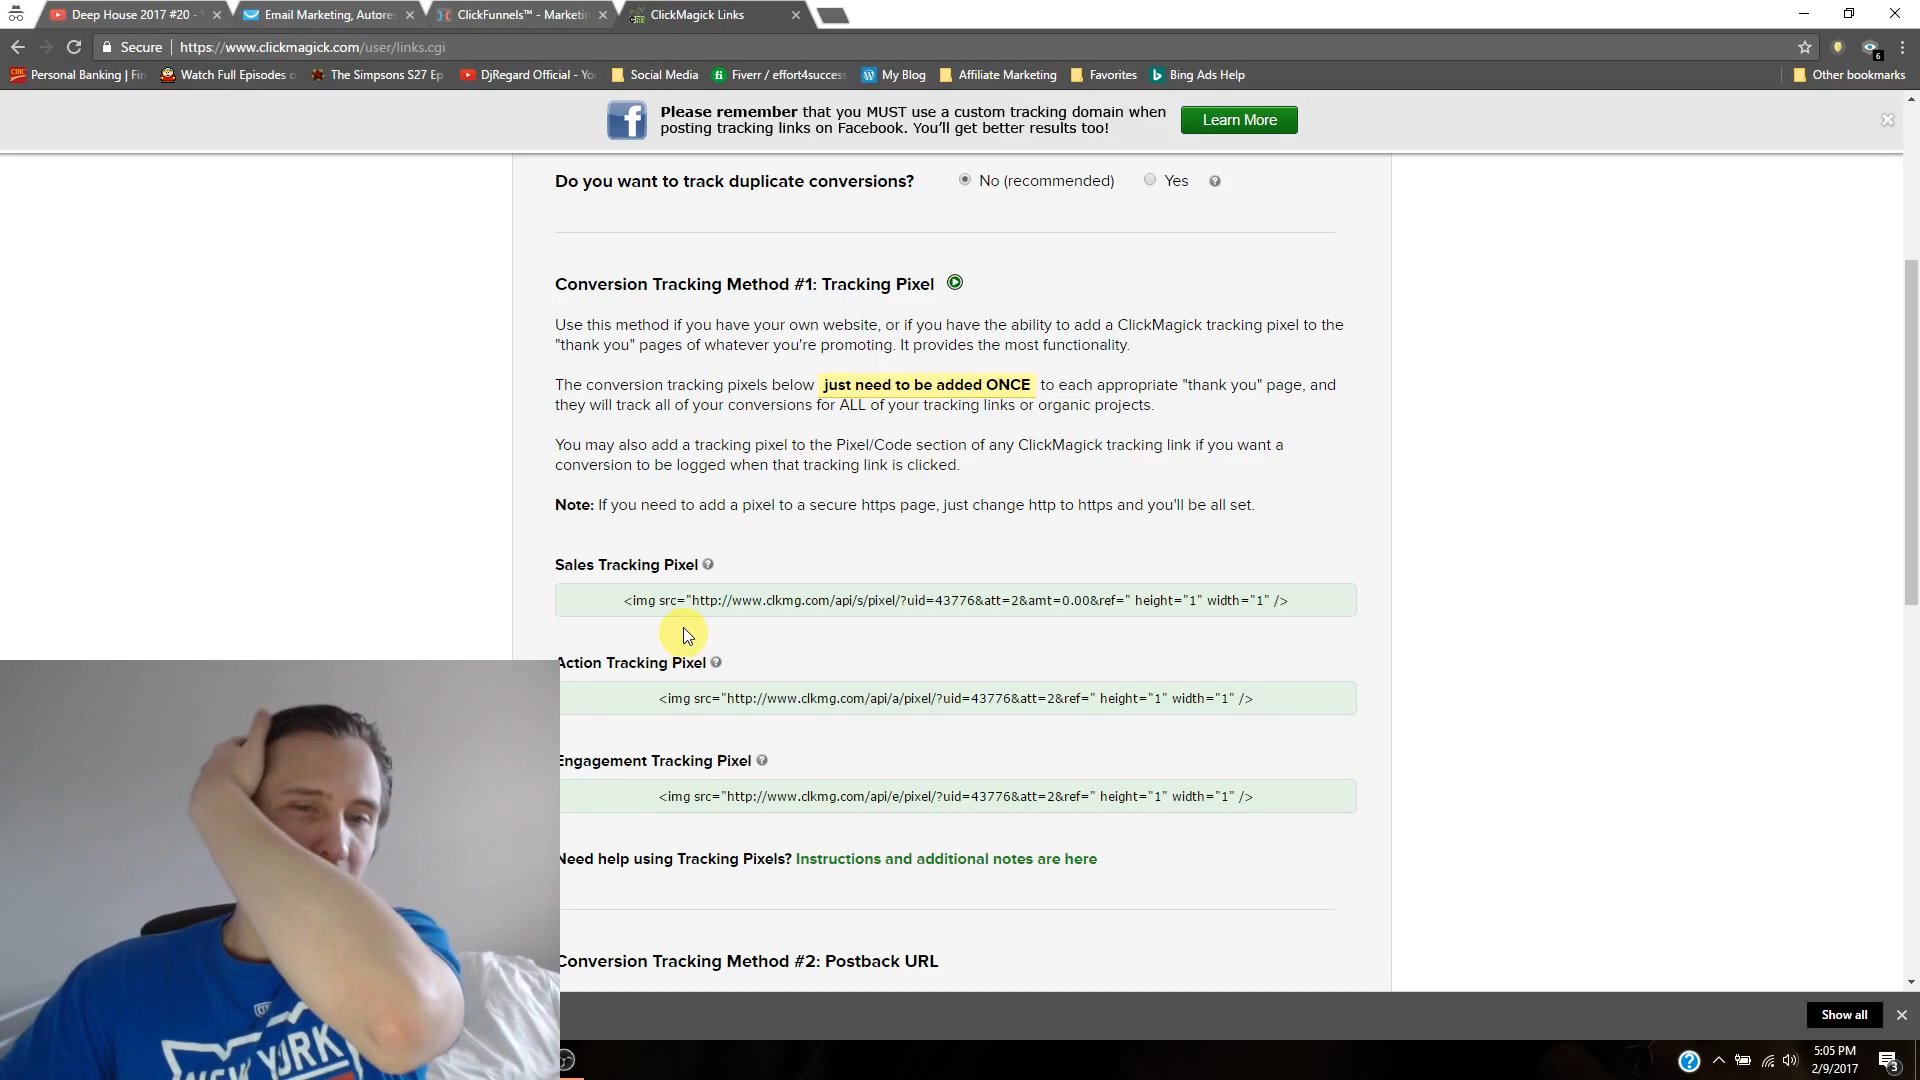 Deep House 2017 #20 -
Email Marketing, Autores
ClickFunnels™ - Marketin
ClickMagick Links
Secure
https://www.clickmagick.com/user/links.cgi
6
CIBC Personal Banking | Fin
Watch Full Episodes o
The Simpsons S27 Ep
DjRegard Official - Yo
Social Media
Fiverr / effort4success
My Blog
Affiliate Marketing
Favorites
Bing Ads Help
Other bookmarks
Please remember that you MUST use a custom tracking domain when
posting tracking links on Facebook. You'll get better results too!
Learn More
Do you want to track duplicate conversions?
No (recommended)
Yes
Conversion Tracking Method #1: Tracking Pixel
Use this method if you have your own website, or if you have the ability to add a ClickMagick tracking pixel to the
"thank you" pages of whatever you're promoting. It provides the most functionality.
The conversion tracking pixels below just need to be added ONCE to each appropriate "thank you" page, and
they will track all of your conversions for ALL of your tracking links or organic projects.
You may also add a tracking pixel to the Pixel/Code section of any ClickMagick tracking link if you want a
conversion to be logged when that tracking link is clicked.
Note: If you need to add a pixel to a secure https page, just change http to https and you'll be all set.
Sales Tracking Pixel
<img src="http://www.clkmg.com/api/s/pixel/?uid=43776&att=2&amt=0.00&ref=" height="1" width="1" />
Action Tracking Pixel
<img src="http://www.clkmg.com/api/a/pixel/?uid=43776&att=2&ref=" height="1" width="1" />
Engagement Tracking Pixel
<img src="http://www.clkmg.com/api/e/pixel/?uid=43776&att=2&ref=" height="1" width="1" />
Need help using Tracking Pixels? Instructions and additional notes are here
Conversion Tracking Method #2: Postback URL
NEW YORK
Show all
5:05 PM
2/9/2017
3